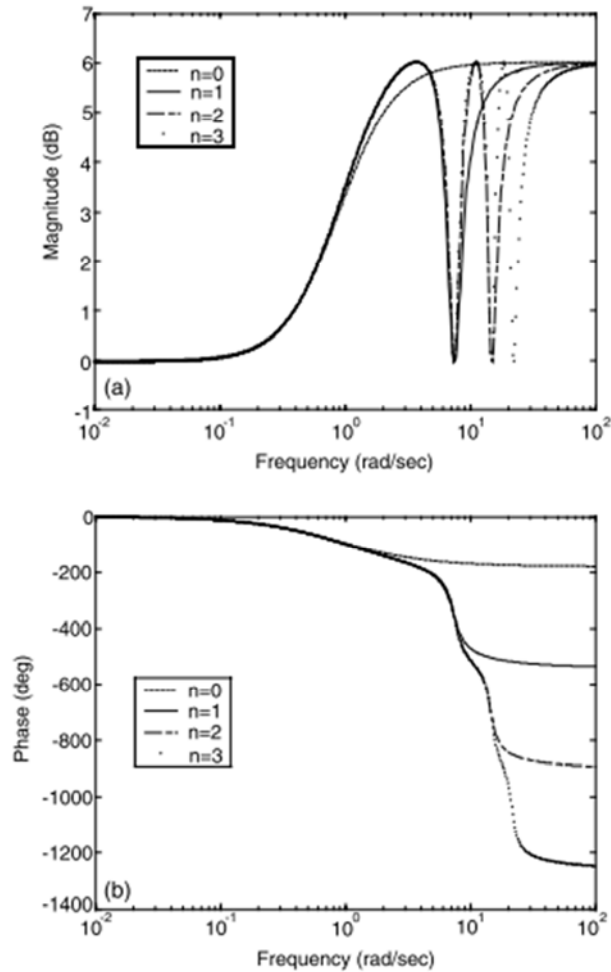 6
5
4
3
2
1
0
-1
Magnitude (dB)
n=0
n=1
n=2
n=3
(a)
10⁻² 10⁻¹ 10⁰ 10¹ 10²
Frequency (rad/sec)
0
-200
-400
-600
-800
-1000
-1200
-1400
Phase (deg)
n=0
n=1
n=2
n=3
(b)
10⁻² 10⁻¹ 10⁰ 10¹ 10²
Frequency (rad/sec)